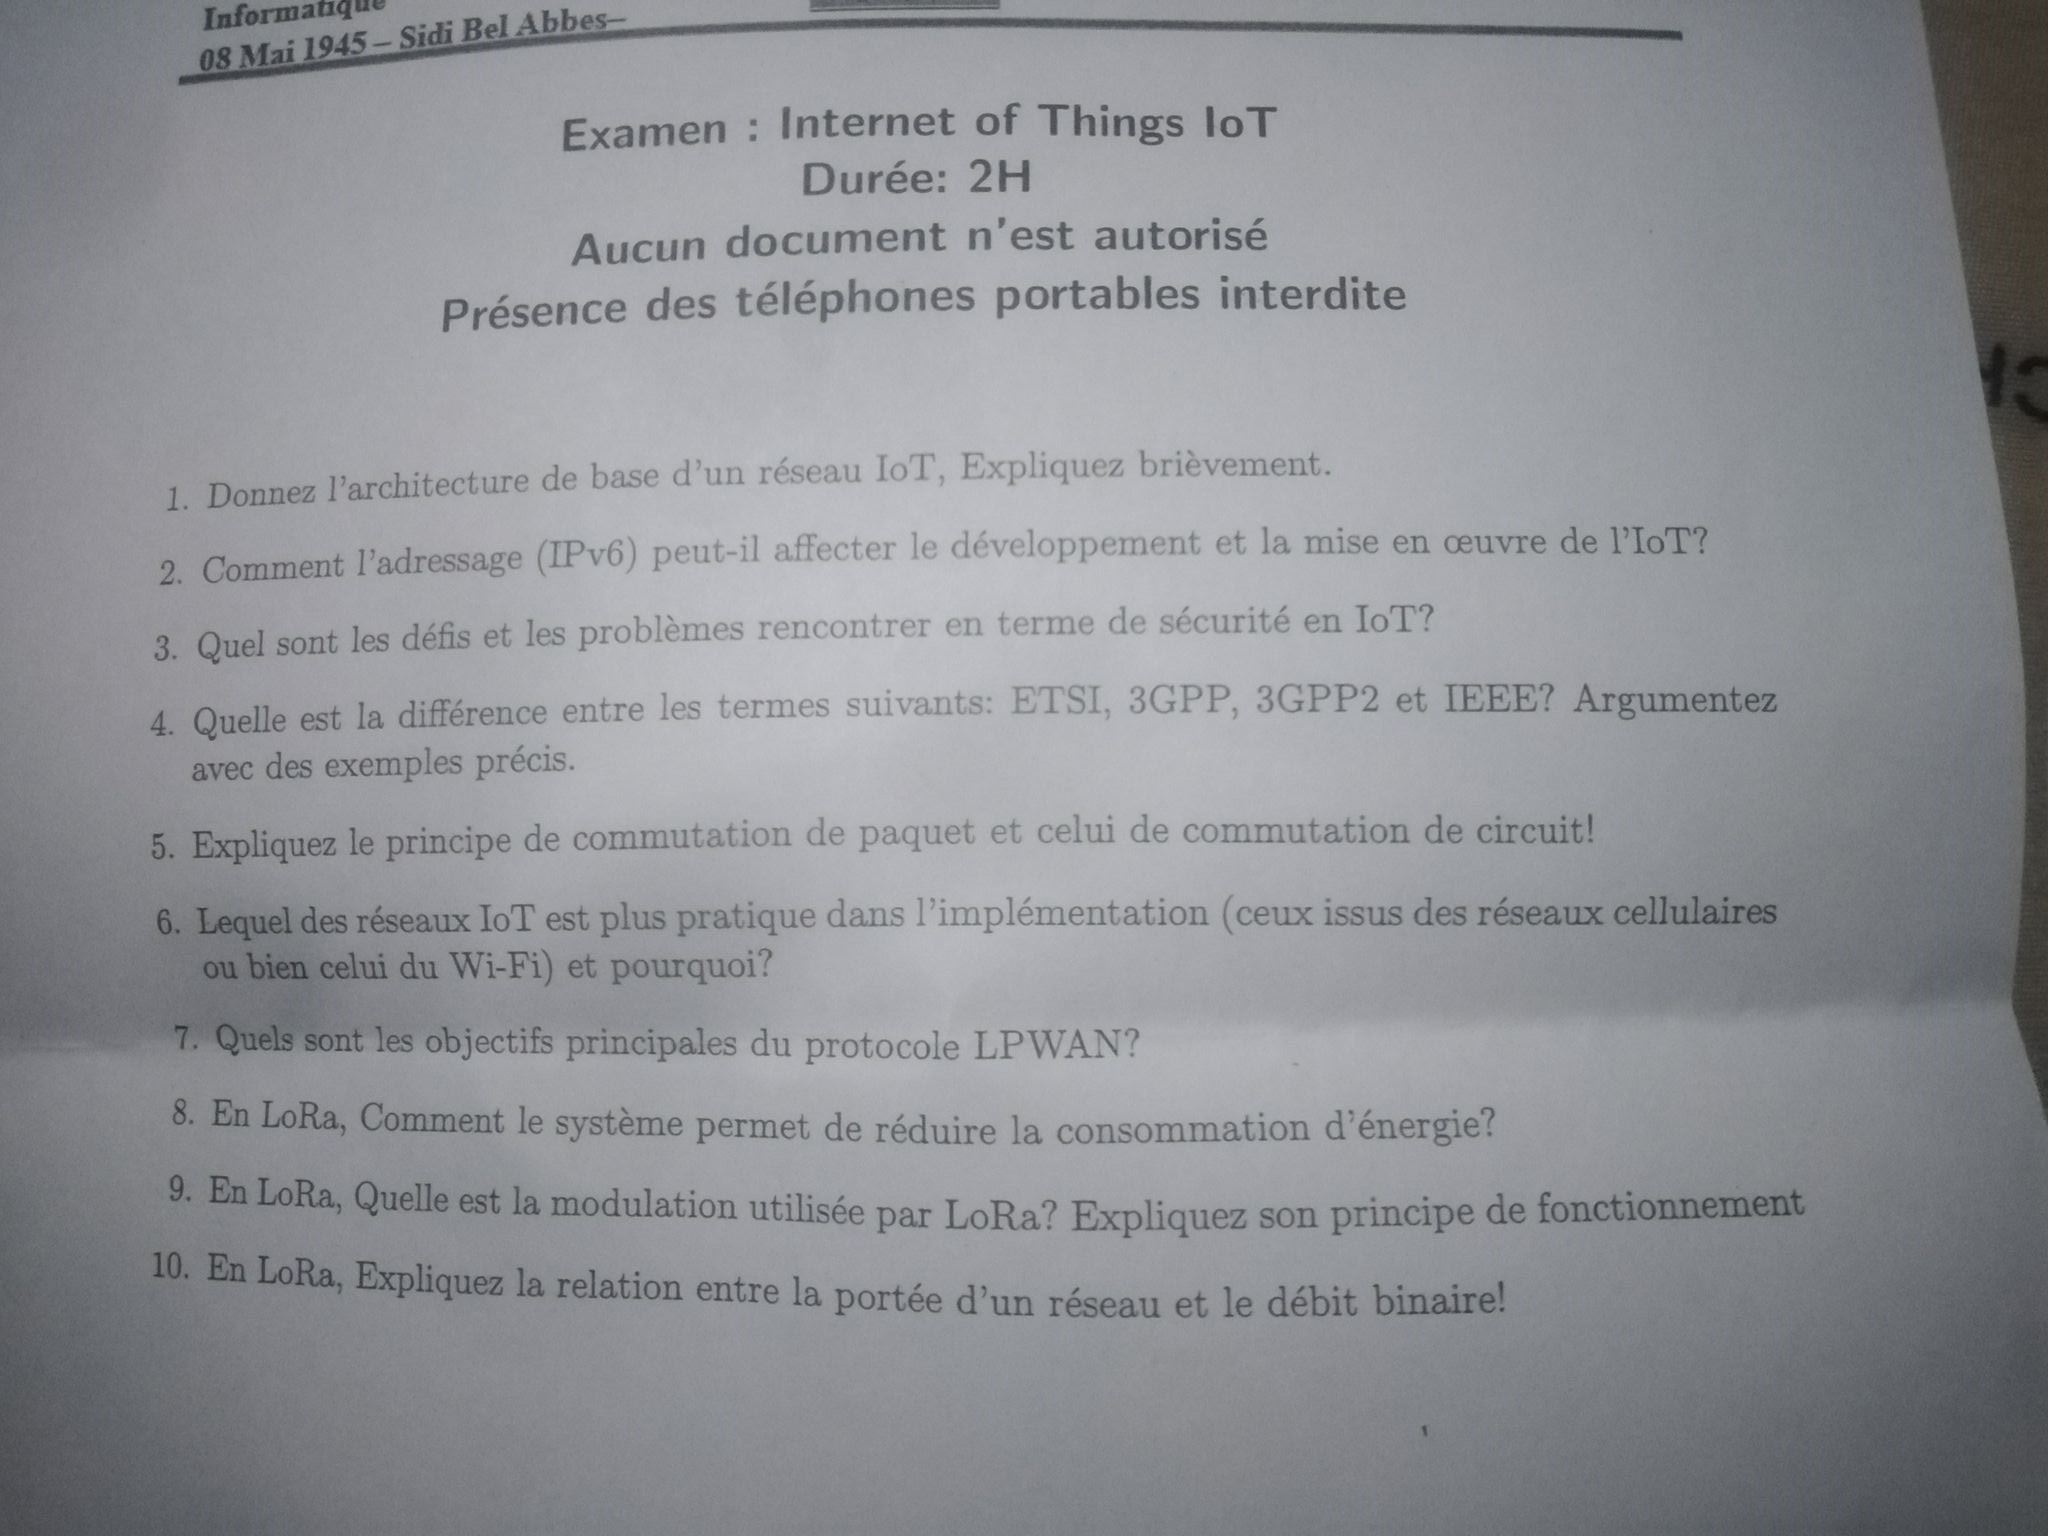 Informatique
08 Mai 1945 – Sidi Bel Abbes–
Examen : Internet of Things IoT
Durée: 2H
Aucun document n'est autorisé
Présence des téléphones portables interdite
1. Donnez l'architecture de base d'un réseau IoT, Expliquez brièvement.
2. Comment l'adressage (IPv6) peut-il affecter le développement et la mise en œuvre de l'IoT?
3. Quel sont les défis et les problèmes rencontrer en terme de sécurité en IoT?
4. Quelle est la différence entre les termes suivants: ETSI, 3GPP, 3GPP2 et IEEE? Argumentez
avec des exemples précis.
5. Expliquez le principe de commutation de paquet et celui de commutation de circuit!
6. Lequel des réseaux IoT est plus pratique dans l'implémentation (ceux issus des réseaux cellulaires
ou bien celui du Wi-Fi) et pourquoi?
7. Quels sont les objectifs principales du protocole LPWAN?
8. En LoRa, Comment le système permet de réduire la consommation d'énergie?
9. En LoRa, Quelle est la modulation utilisée par LoRa? Expliquez son principe de fonctionnement
10. En LoRa, Expliquez la relation entre la portée d'un réseau et le débit binaire!